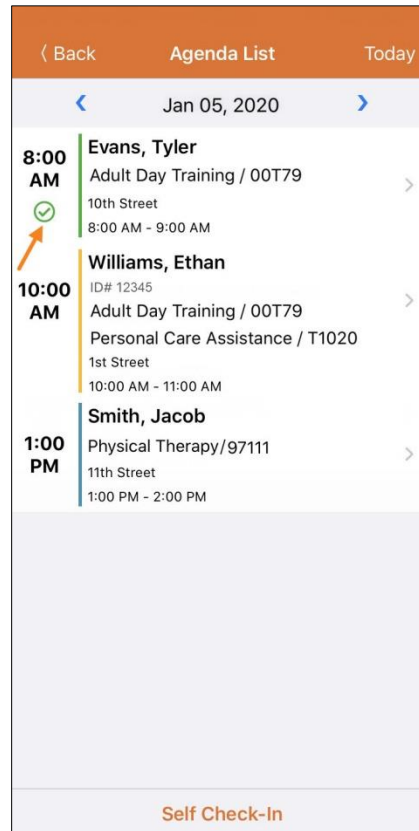 Back Agenda List Today
Jan 05, 2020
8:00 AM
Evans, Tyler
Adult Day Training / 00T79
10th Street
8:00 AM - 9:00 AM
10:00 AM
Williams, Ethan
ID# 12345
Adult Day Training / 00T79
Personal Care Assistance / T1020
1st Street
10:00 AM - 11:00 AM
1:00 PM
Smith, Jacob
Physical Therapy/97111
11th Street
1:00 PM - 2:00 PM
Self Check-In